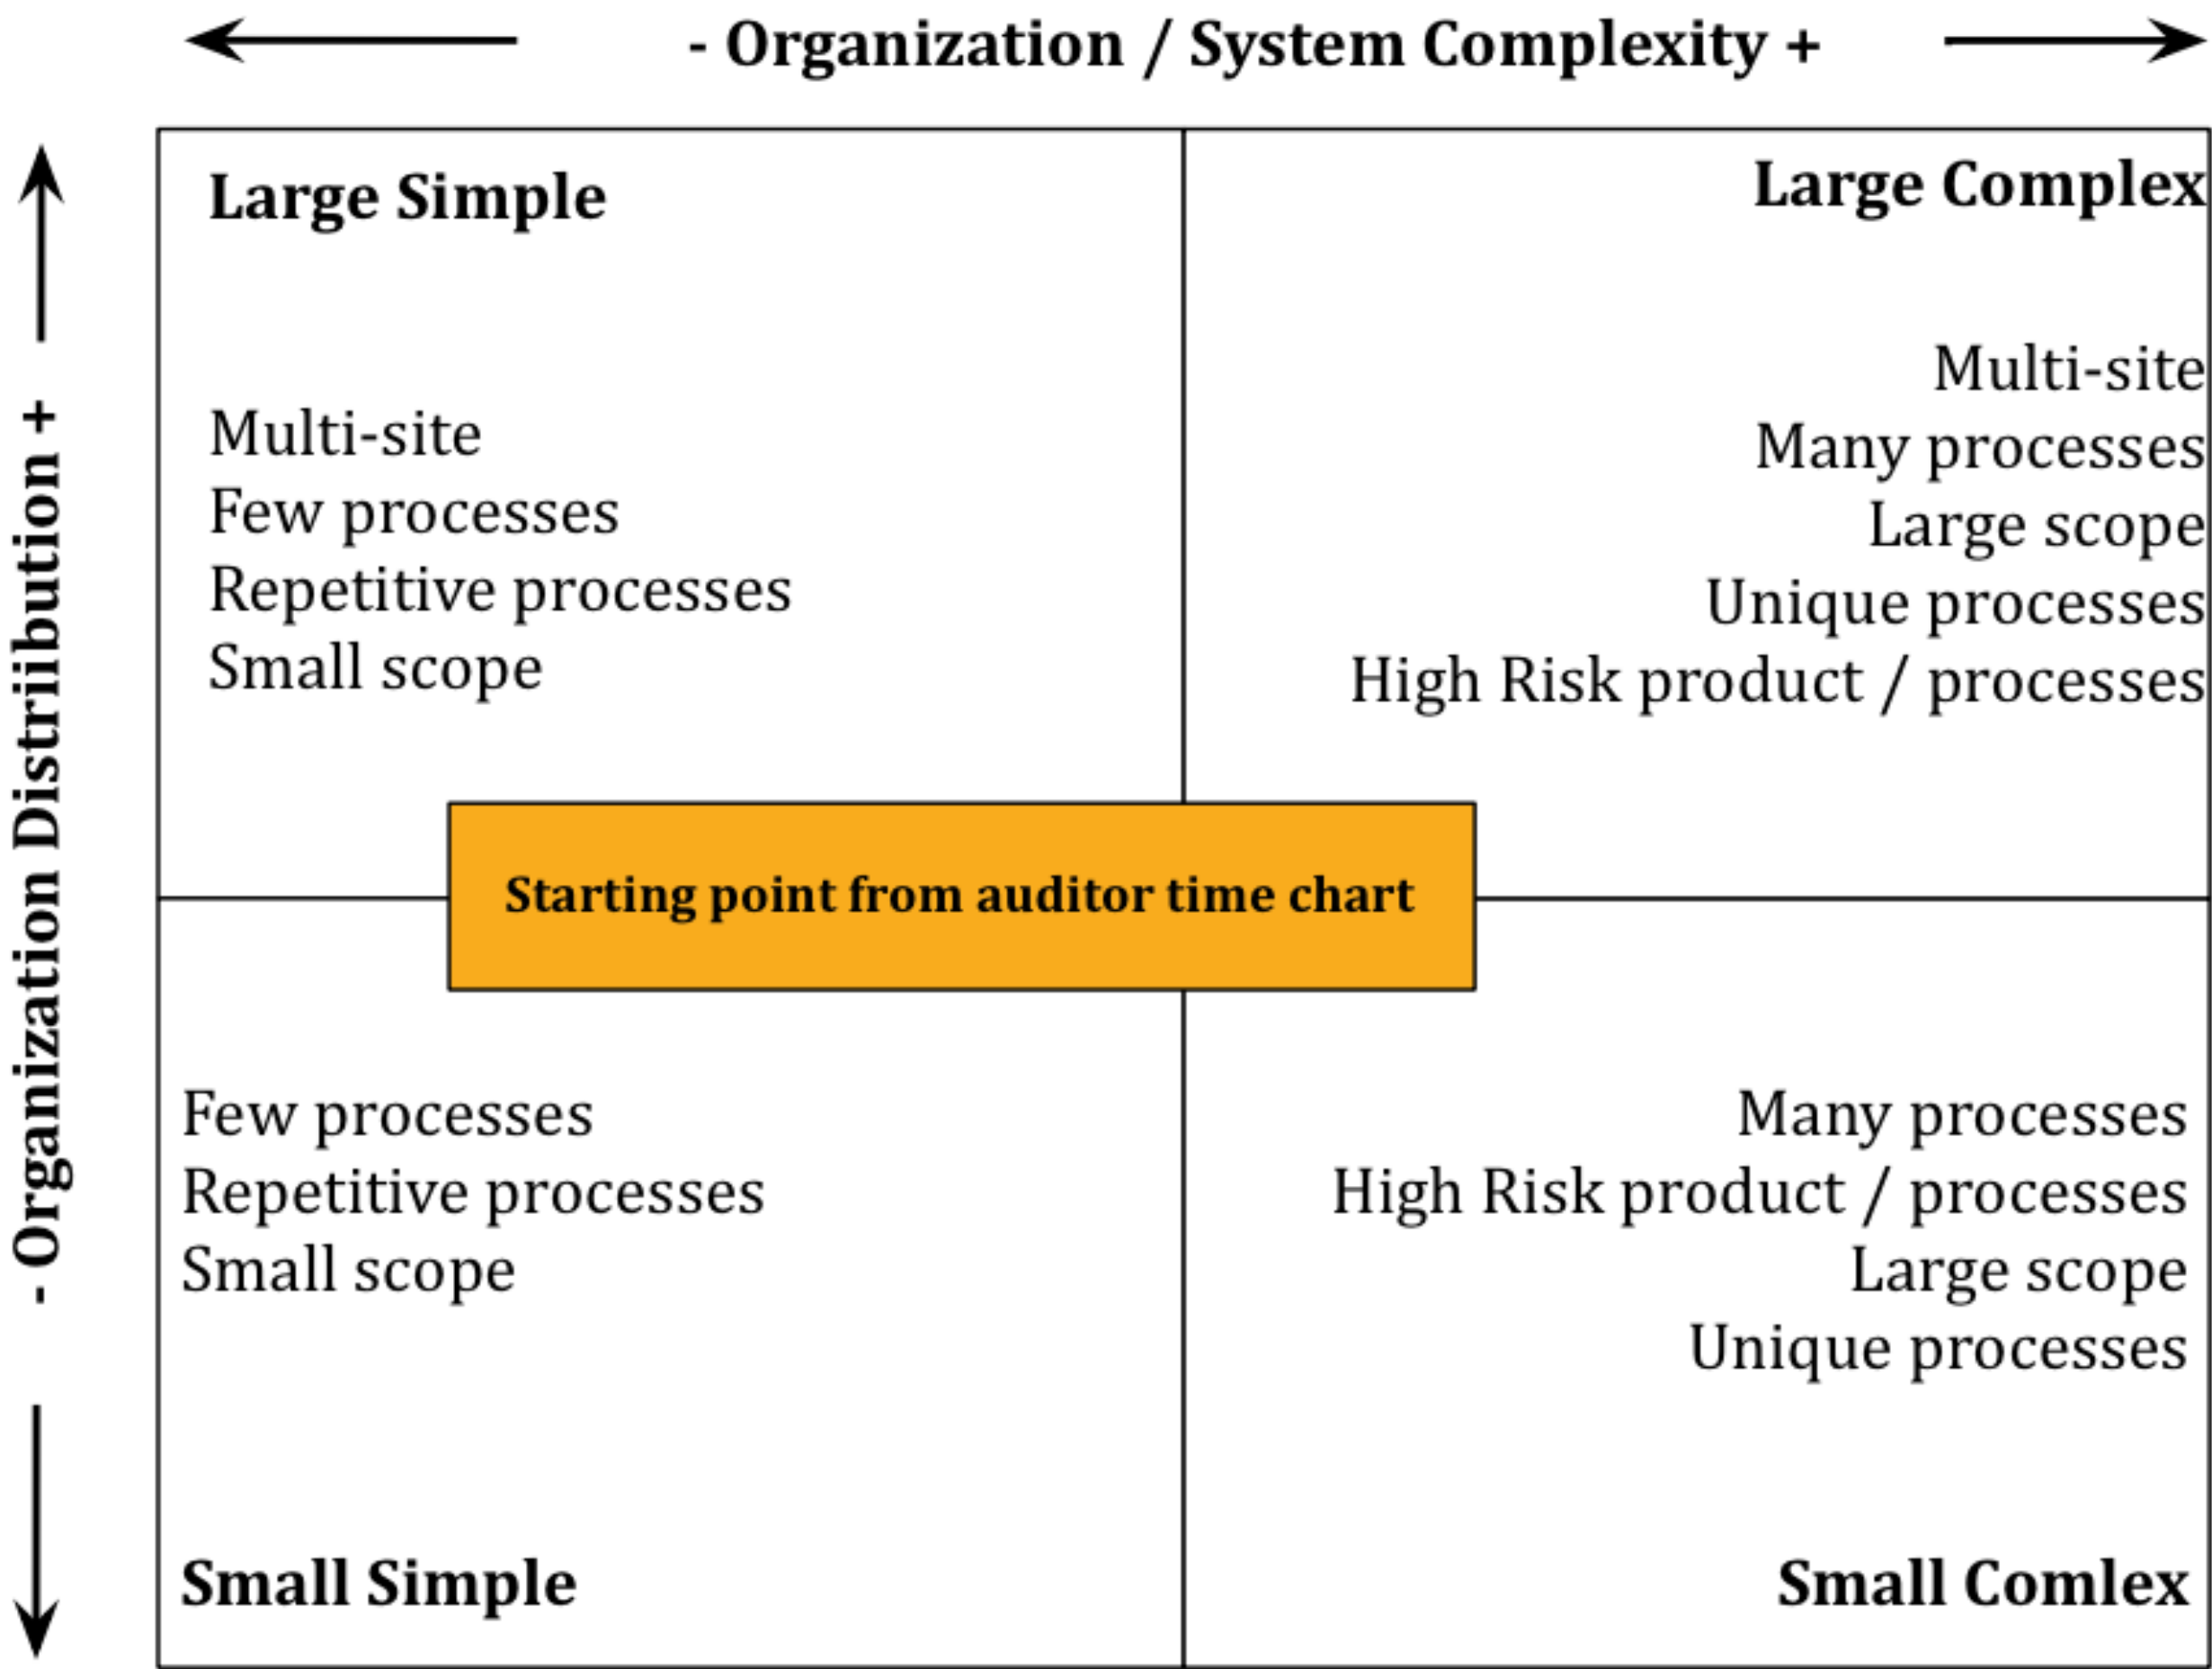 - Organization / System Complexity +
- Organization Distriibution +
Large Simple
Multi-site
Few processes
Repetitive processes
Small scope
Large Complex
Multi-site
Many processes
Large scope
Unique processes
High Risk product / processes
Starting point from auditor time chart
Few processes
Repetitive processes
Small scope
Small Simple
Many processes
High Risk product / processes
Large scope
Unique processes
Small Comlex